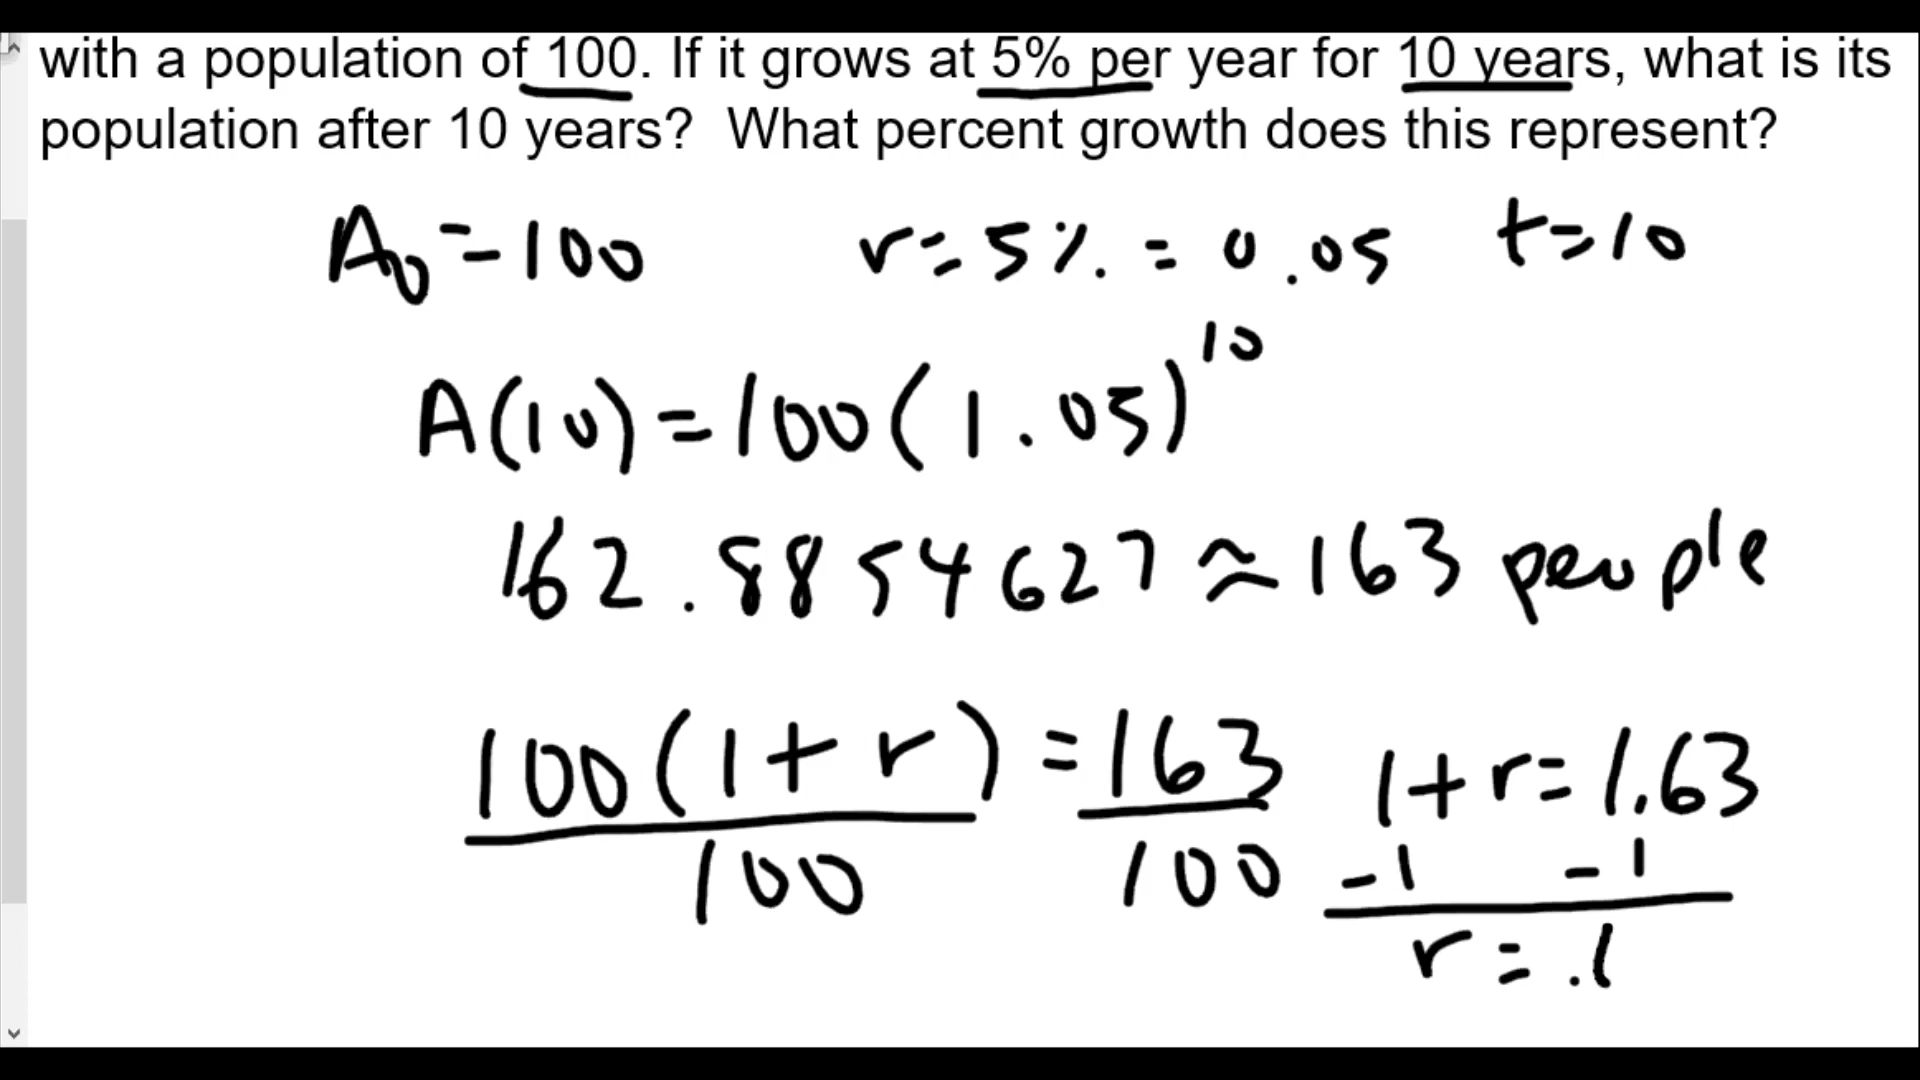 with a population of 100. If it grows at 5% per year for 10 years, what is its
population after 10 years? What percent growth does this represent?
A₀ = 100 r = 5% = 0.05 t = 10
A(10) = 100(1.05)¹⁰
162.8854627 ≈ 163 people
100(1+r) = 163 1+r = 1.63
100 100 -1 -1
r = .1